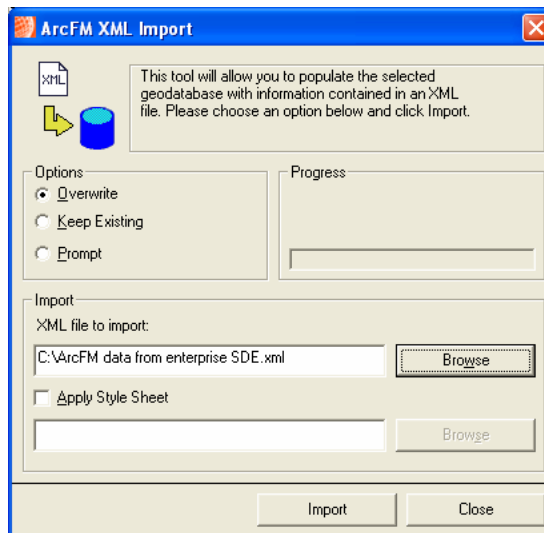 ArcFM XML Import
XML
This tool will allow you to populate the selected
geodatabase with information contained in an XML
file. Please choose an option below and click Import.
Options
Overwrite
Keep Existing
Prompt
Progress
Import
XML file to import:
C:\ArcFM data from enterprise SDE.xml
Browse
Apply Style Sheet
Browse
Import
Close